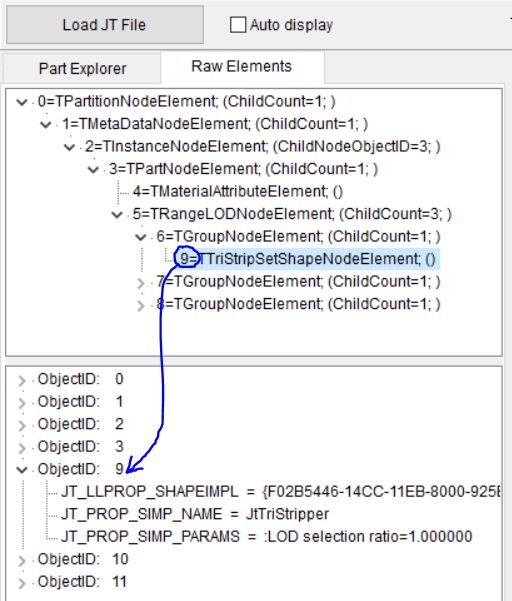 Load JT File
Auto display
Part Explorer
Raw Elements
0=TPartitionNodeElement; (ChildCount=1; )
1=TMetaDataNodeElement; (ChildCount=1; )
2=TInstanceNodeElement; (ChildNodeObjectID=3; )
3=TPartNodeElement; (ChildCount=1; )
4=TMaterialAttributeElement; ()
5=TRangeLODNodeElement; (ChildCount=3; )
6=TGroupNodeElement; (ChildCount=1; )
9=TTriStripSetShapeNodeElement; ()
7=TGroupNodeElement; (ChildCount=1; )
8=TGroupNodeElement; (ChildCount=1; )
ObjectID: 0
ObjectID: 1
ObjectID: 2
ObjectID: 3
ObjectID: 9
JT_LLPROP_SHAPEIMPL = {F02B5446-14CC-11EB-8000-925E
JT_PROP_SIMP_NAME = JtTriStripper
JT_PROP_SIMP_PARAMS = :LOD selection ratio=1.000000
ObjectID: 10
ObjectID: 11